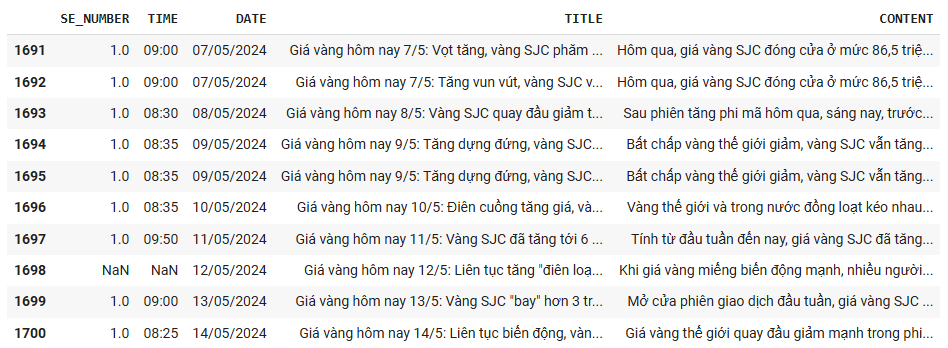 SE_NUMBER TIME DATE TITLE CONTENT
1691 1.0 09:00 07/05/2024 Giá vàng hôm nay 7/5: Vọt tăng, vàng SJC phăm ... Hôm qua, giá vàng SJC đóng cửa ở mức 86,5 triệ...
1692 1.0 09:00 07/05/2024 Giá vàng hôm nay 7/5: Tăng vun vút, vàng SJC v... Hôm qua, giá vàng SJC đóng cửa ở mức 86,5 triệ...
1693 1.0 08:30 08/05/2024 Giá vàng hôm nay 8/5: Vàng SJC quay đầu giảm t... Sau phiên tăng phi mã hôm qua, sáng nay, trước...
1694 1.0 08:35 09/05/2024 Giá vàng hôm nay 9/5: Tăng dựng đứng, vàng SJC... Bất chấp vàng thế giới giảm, vàng SJC vẫn tăng...
1695 1.0 08:35 09/05/2024 Giá vàng hôm nay 9/5: Tăng dựng đứng, vàng SJC... Bất chấp vàng thế giới giảm, vàng SJC vẫn tăng...
1696 1.0 08:35 10/05/2024 Giá vàng hôm nay 10/5: Điên cuồng tăng giá, và... Vàng thế giới và trong nước đồng loạt kéo nhau...
1697 1.0 09:50 11/05/2024 Giá vàng hôm nay 11/5: Vàng SJC đã tăng tới 6 ... Tính từ đầu tuần đến nay, giá vàng SJC đã tăng...
1698 NaN NaN 12/05/2024 Giá vàng hôm nay 12/5: Liên tục tăng "điên loạ... Khi giá vàng miếng biến động mạnh, nhiều người...
1699 1.0 09:00 13/05/2024 Giá vàng hôm nay 13/5: Vàng SJC "bay" hơn 3 tr... Mở cửa phiên giao dịch đầu tuần, giá vàng SJC ...
1700 1.0 08:25 14/05/2024 Giá vàng hôm nay 14/5: Liên tục biến động, vàn... Giá vàng thế giới quay đầu giảm mạnh trong phi...